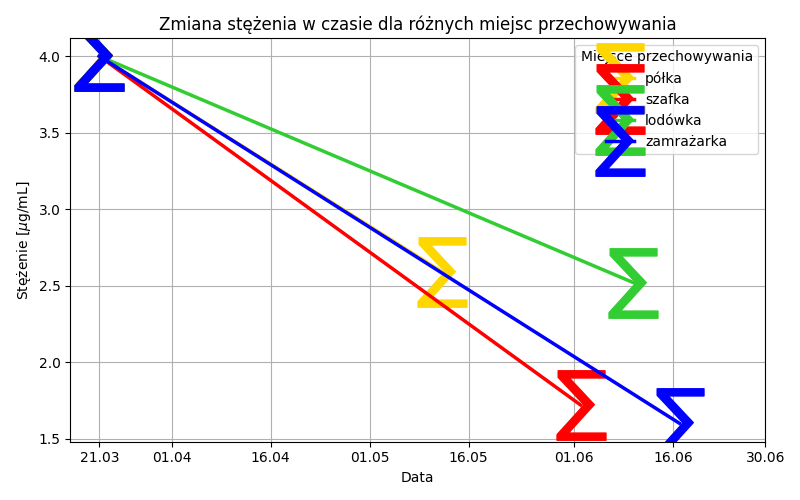 Zmiana stężenia w czasie dla różnych miejsc przechowywania
Stężenie [µg/mL]
4.0
3.5
3.0
2.5
2.0
1.5
21.03 01.04 16.04 01.05 16.05 01.06 16.06 30.06
Data
Miejsce przechowywania
półka
szafka
lodówka
zamrażarka